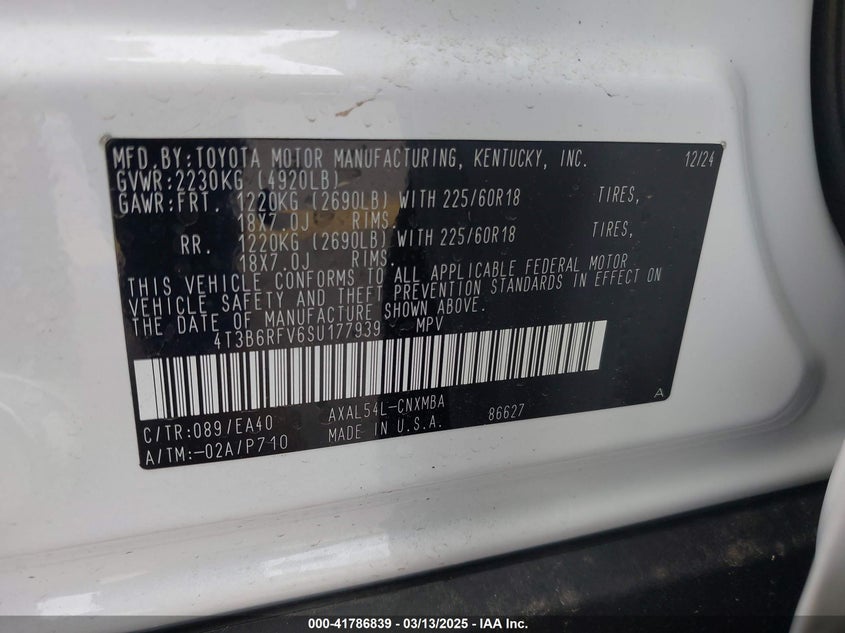 MFD.BY:TOYOTA MOTOR MANUFACTURING, KENTUCKY, INC. 12/24
GVWR:2230KG (4920LB)
GAWR:FRT. 1220KG (2690LB) WITH 225/60R18 TIRES,
18X7.0J RIMS.
RR. 1220KG (2690LB) WITH 225/60R18 TIRES,
18X7.0J RIMS.
THIS VEHICLE CONFORMS TO ALL APPLICABLE FEDERAL MOTOR
VEHICLE SAFETY AND THEFT PREVENTION STANDARDS IN EFFECT ON
THE DATE OF MANUFACTURE SHOWN ABOVE.
4T3B6RFV6SU177939 MPV
C/TR:089/EA40 AXAL54L-CNXMBA 86627 A
A/TM:-02A/P710 MADE IN U.S.A.
000-41786839 - 03/13/2025 - IAA Inc.